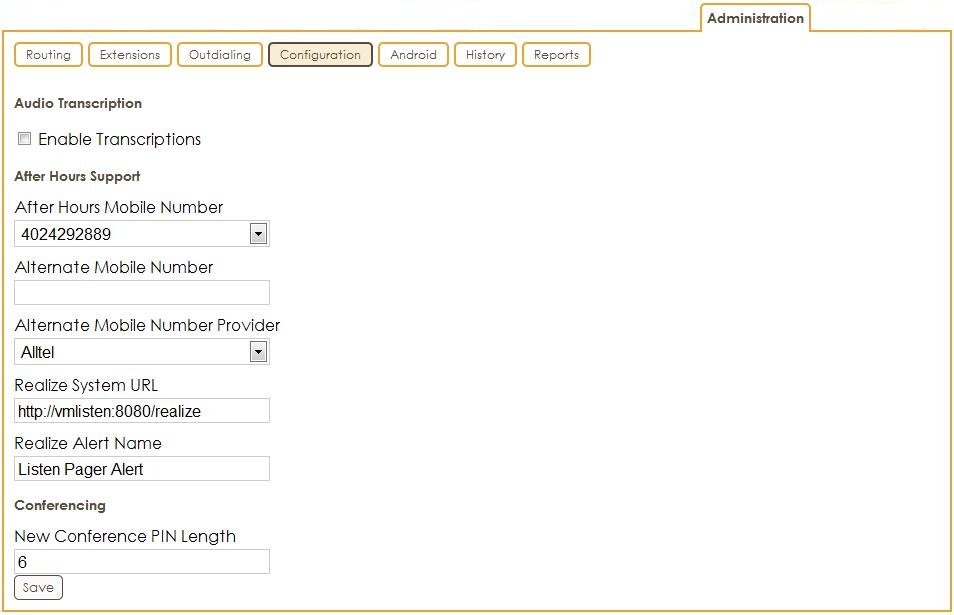 Administration
Routing Extensions Outdialing Configuration Android History Reports
Audio Transcription
Enable Transcriptions
After Hours Support
After Hours Mobile Number
4024292889
Alternate Mobile Number
Alternate Mobile Number Provider
Alltel
Realize System URL
http://vmlisten:8080/realize
Realize Alert Name
Listen Pager Alert
Conferencing
New Conference PIN Length
6
Save